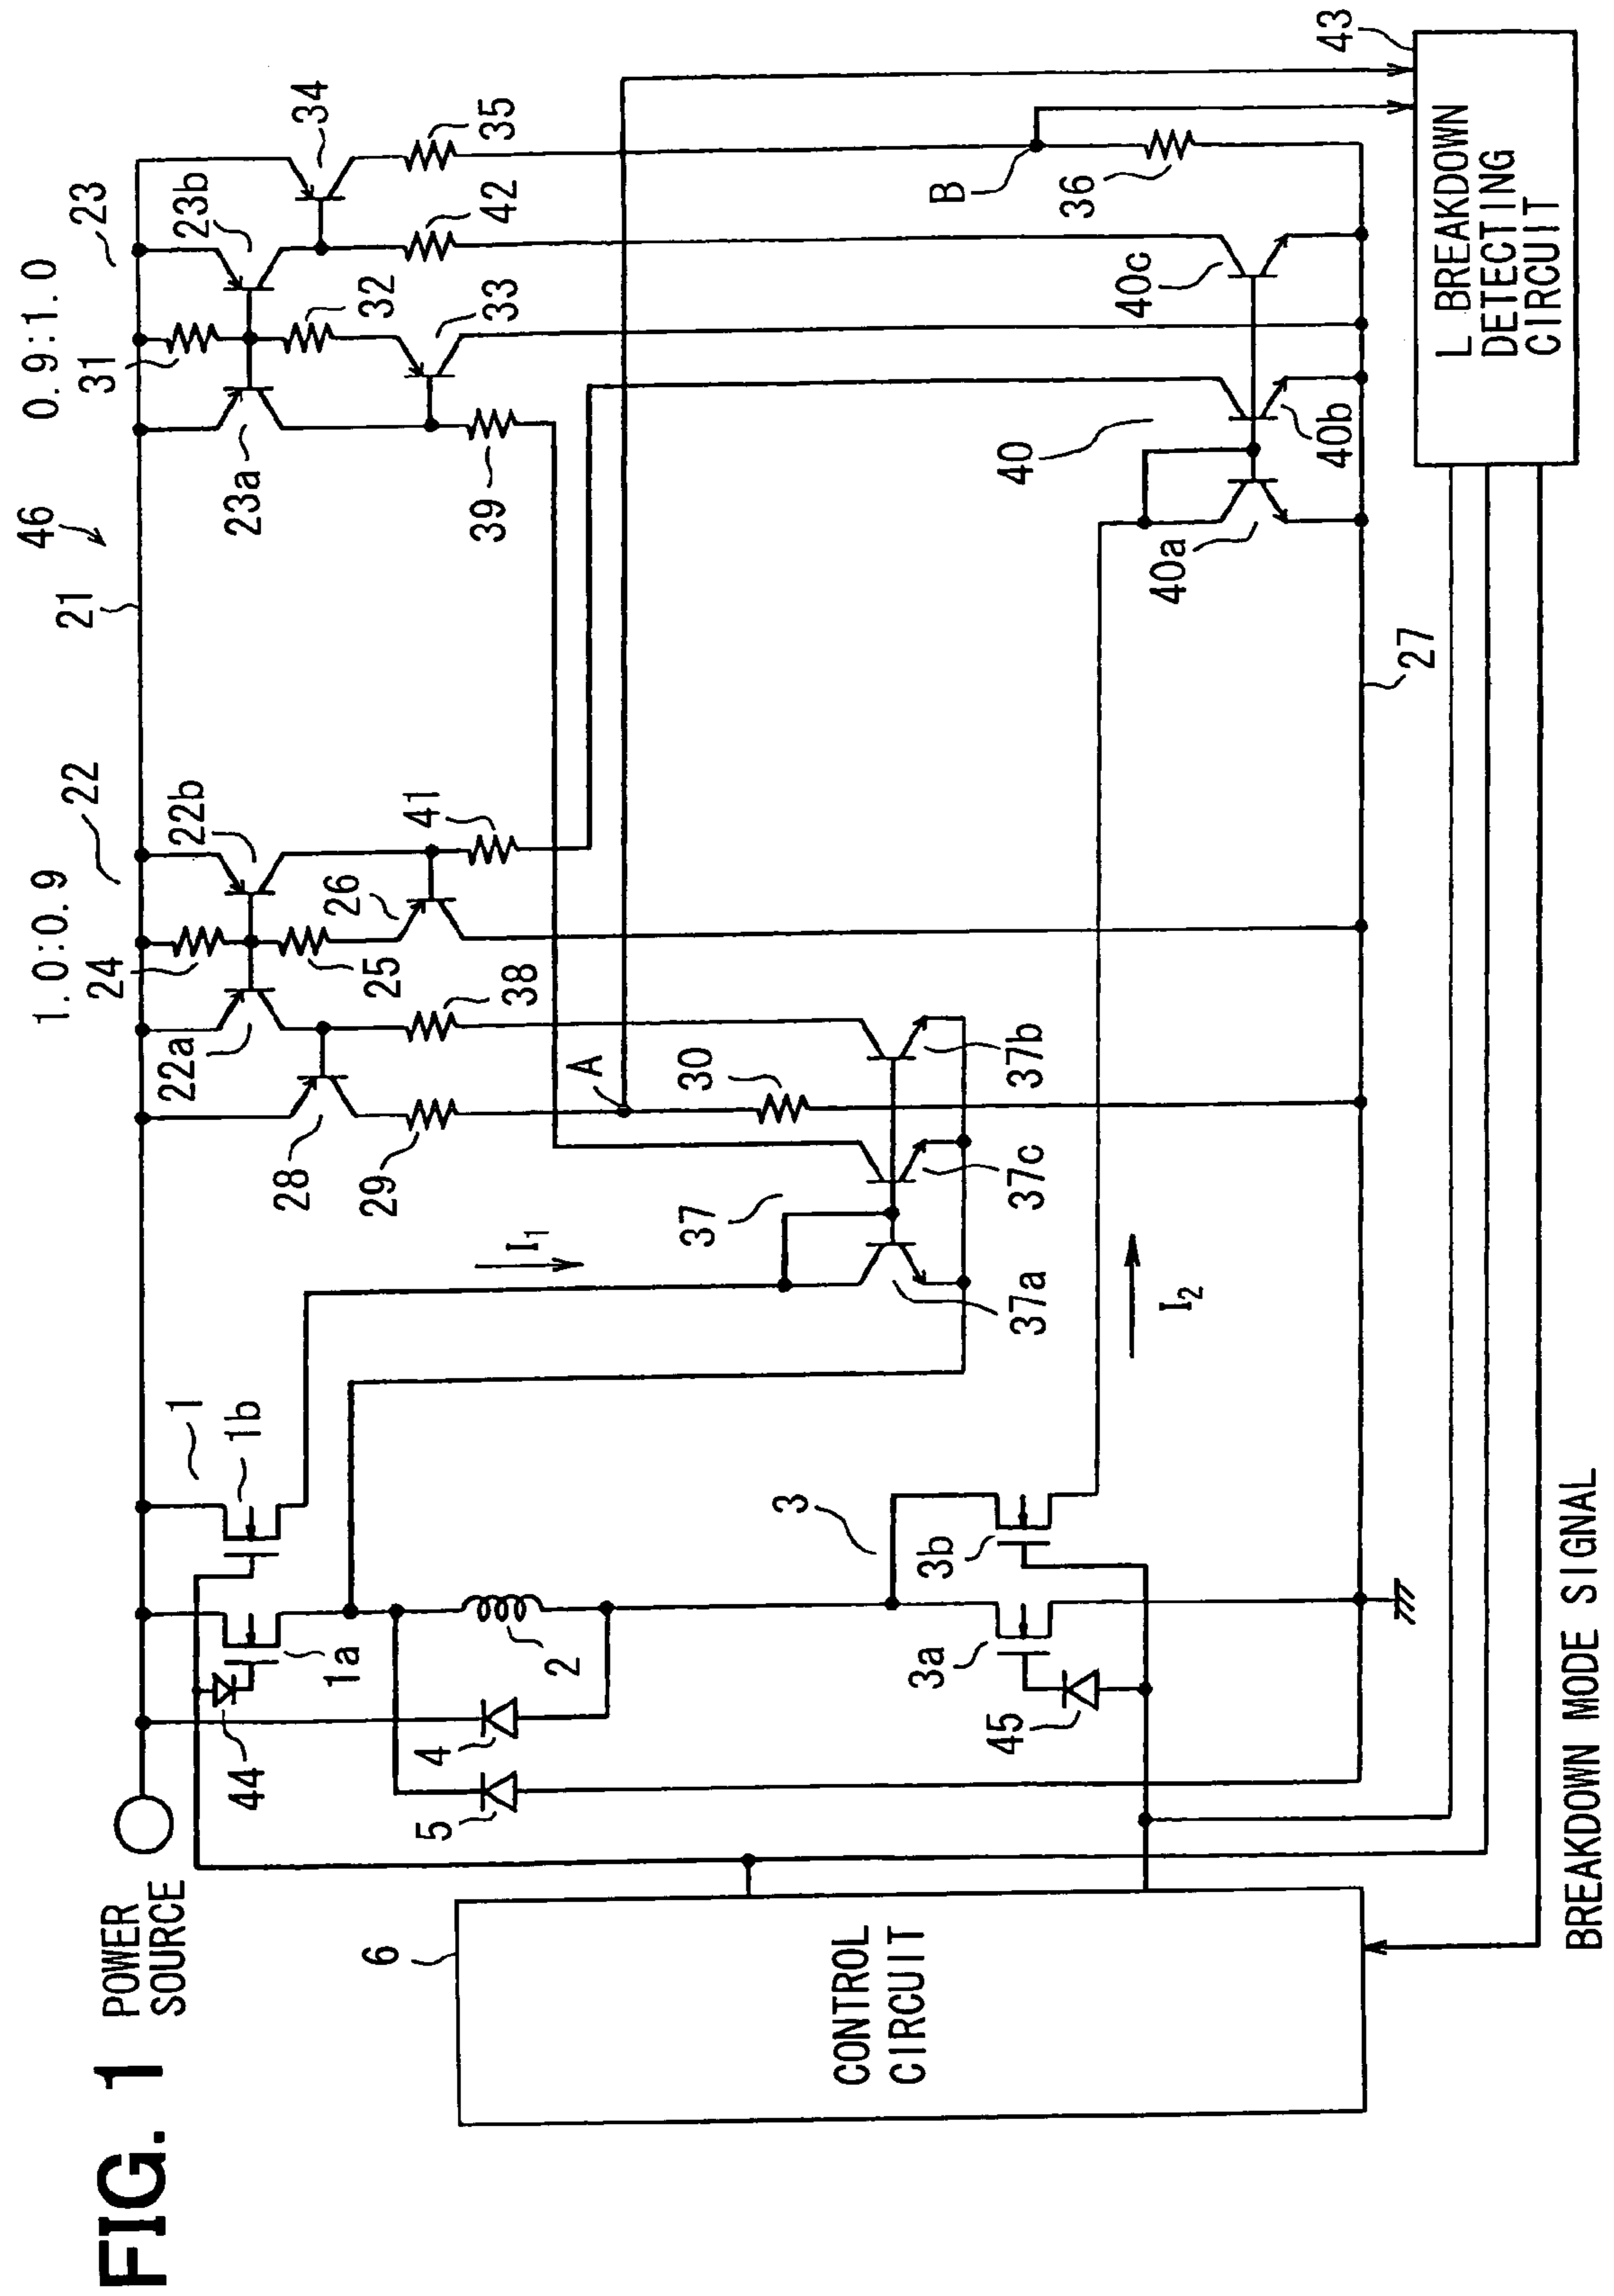 FIG. 1
POWER
SOURCE
1.0:0.9
22
21
46
0.9:1.0
23
44
1a
1b
1
28
22a
24
22b
23a
31
23b
34
29
25
26
38
41
39
33
32
42
35
5
4
2
I1
37
A
30
37a
37c
37b
6
CONTROL
CIRCUIT
45
3a
3b
3
I2
40
40a
40b
40c
B
36
27
43
L BREAKDOWN
DETECTING
CIRCUIT
BREAKDOWN MODE SIGNAL